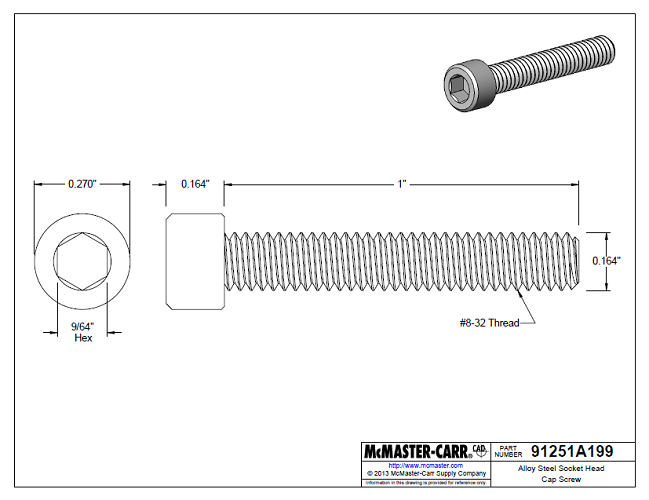 0.270"
0.164"
1"
0.164"
9/64"
Hex
#8-32 Thread
McMASTER-CARR® CAD
PART
NUMBER
91251A199
http://www.mcmaster.com
© 2013 McMaster-Carr Supply Company
Information in this drawing is provided for reference only.
Alloy Steel Socket Head
Cap Screw